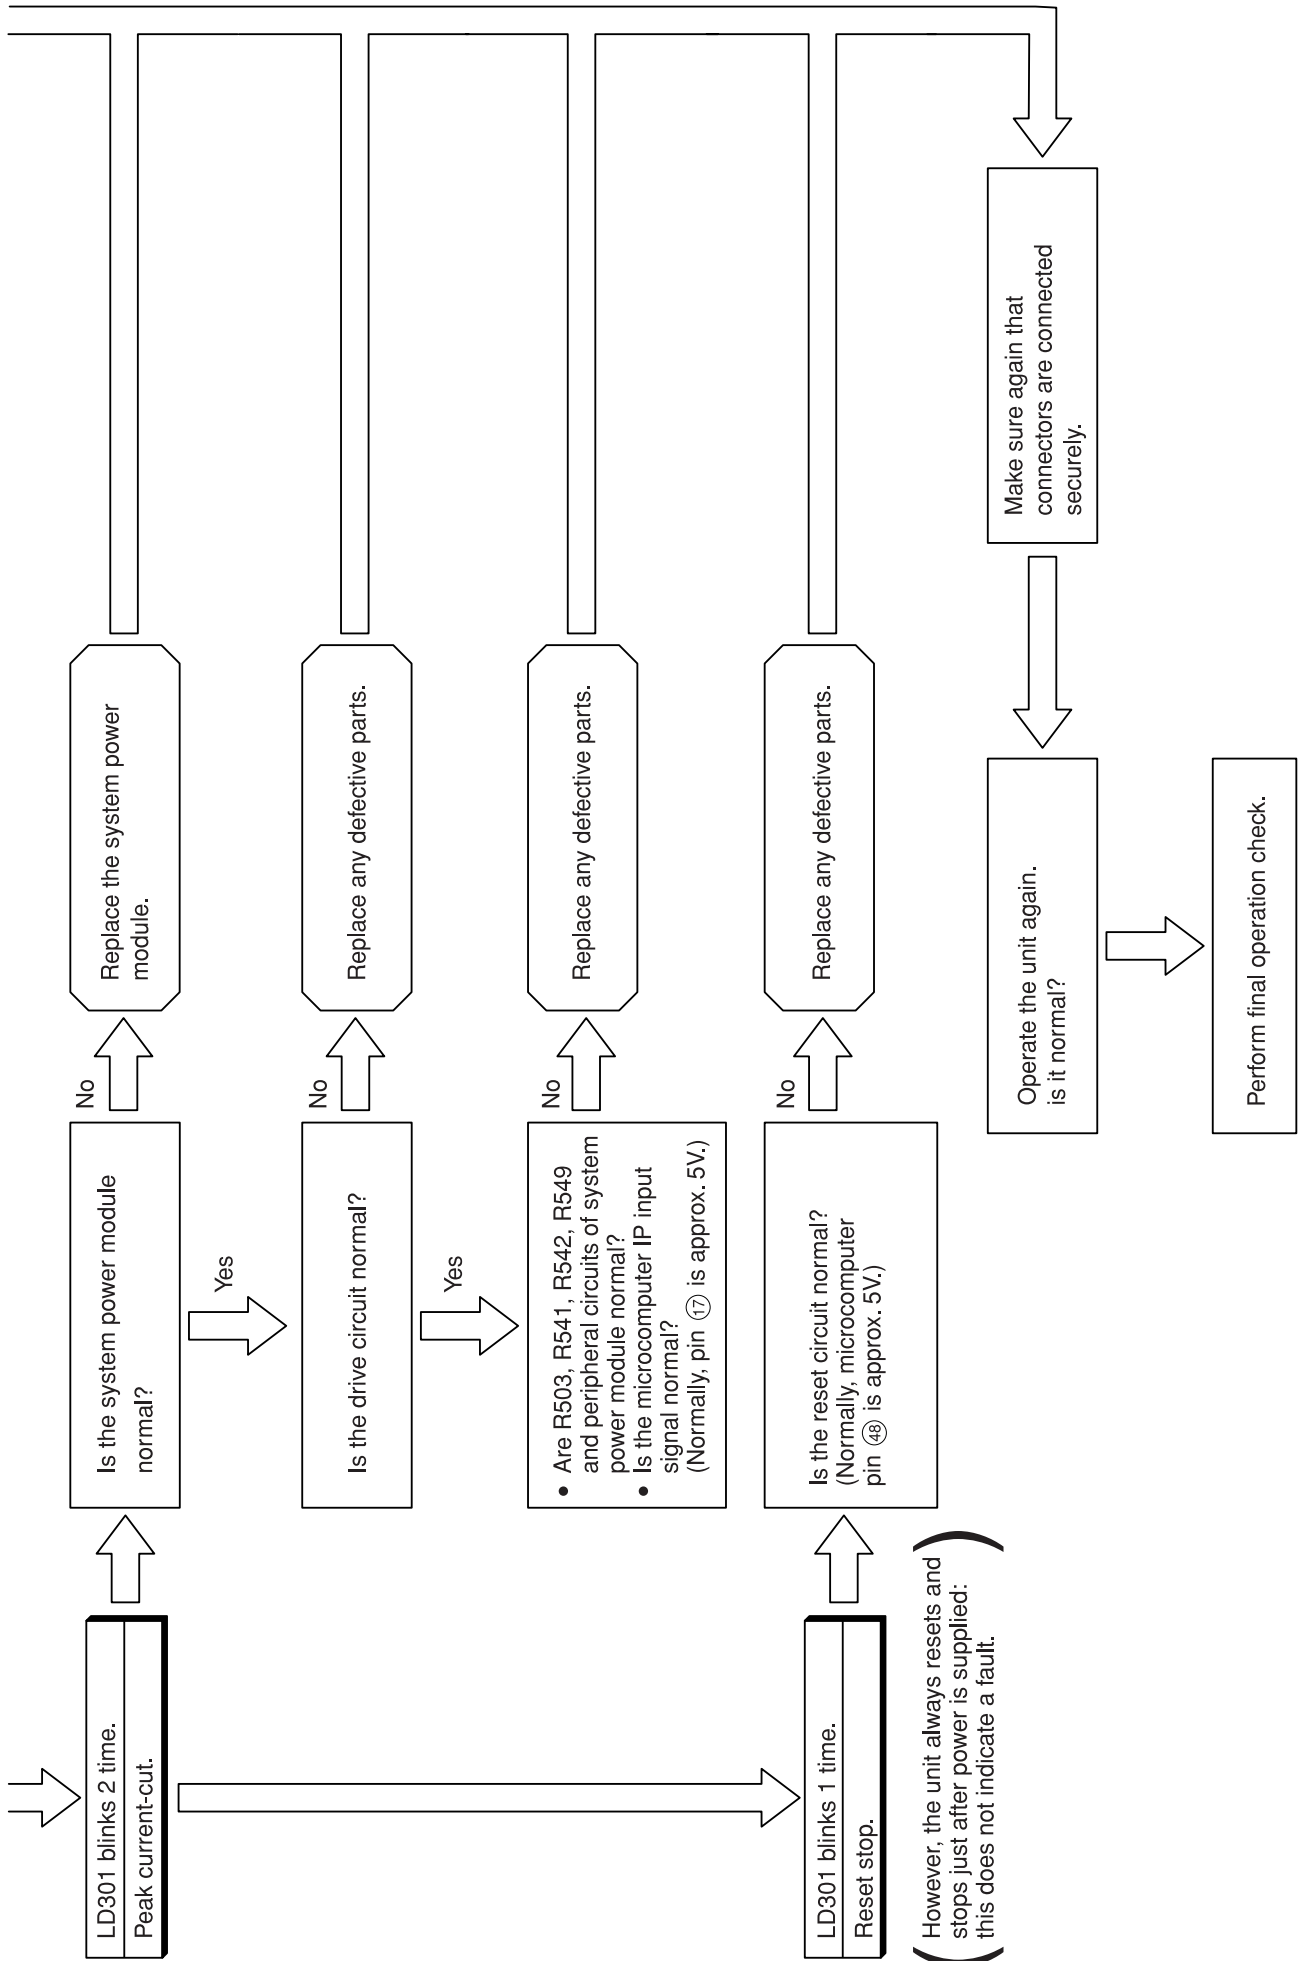 LD301 blinks 2 time.
Peak current-cut.
Is the system power module
normal?
No
Replace the system power
module.
Yes
Is the drive circuit normal?
No
Replace any defective parts.
Yes
• Are R503, R541, R542, R549
and peripheral circuits of system
power module normal?
• Is the microcomputer IP input
signal normal?
(Normally, pin ⑰ is approx. 5V.)
No
Replace any defective parts.
LD301 blinks 1 time.
Reset stop.
(However, the unit always resets and
stops just after power is supplied:
this does not indicate a fault.)
Is the reset circuit normal?
(Normally, microcomputer
pin ㊽ is approx. 5V.)
No
Replace any defective parts.
Make sure again that
connectors are connected
securely.
Operate the unit again.
is it normal?
Perform final operation check.